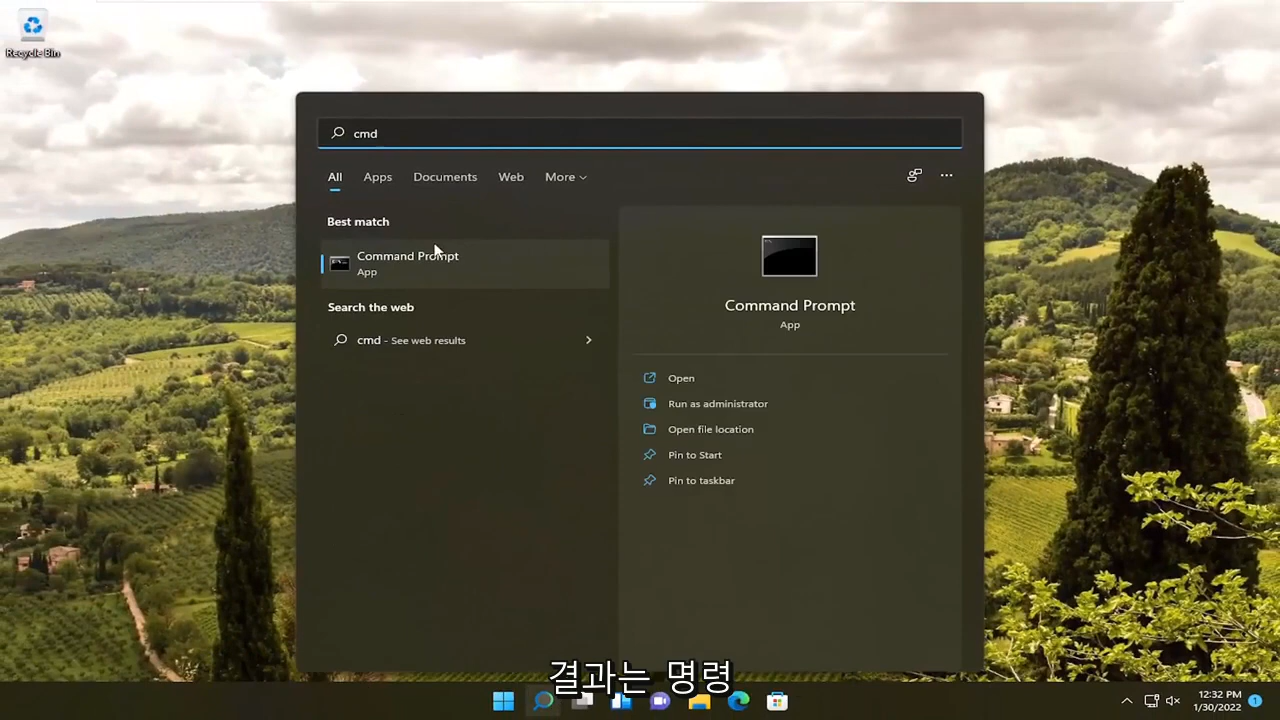 Recycle Bin
cmd
All Apps Documents Web More
Best match
Command Prompt
App
Search the web
cmd - See web results
Command Prompt
App
Open
Run as administrator
Open file location
Pin to Start
Pin to taskbar
결과는 명령
12:32 PM
1/30/2022
1